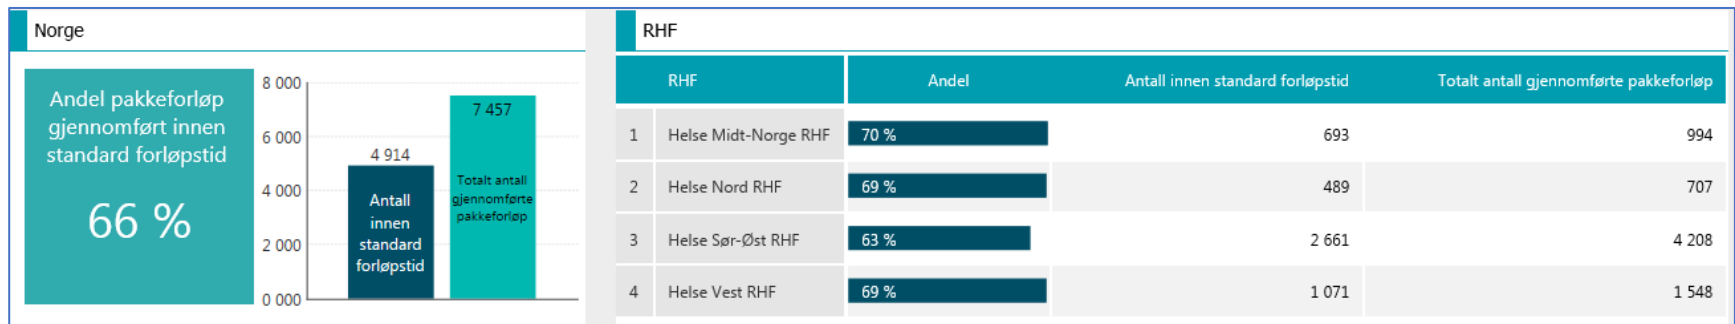 Norge
Andel pakkeforløp
gjennomført innen
standard forløpstid
66 %
8 000
6 000
4 000
2 000
0 000
4 914
Antall
innen
standard
forløpstid
7 457
Totalt antall
gjennomførte
pakkeforløp
RHF
RHF Andel Antall innen standard forløpstid Totalt antall gjennomførte pakkeforløp
1 Helse Midt-Norge RHF 70 % 693 994
2 Helse Nord RHF 69 % 489 707
3 Helse Sør-Øst RHF 63 % 2 661 4 208
4 Helse Vest RHF 69 % 1 071 1 548